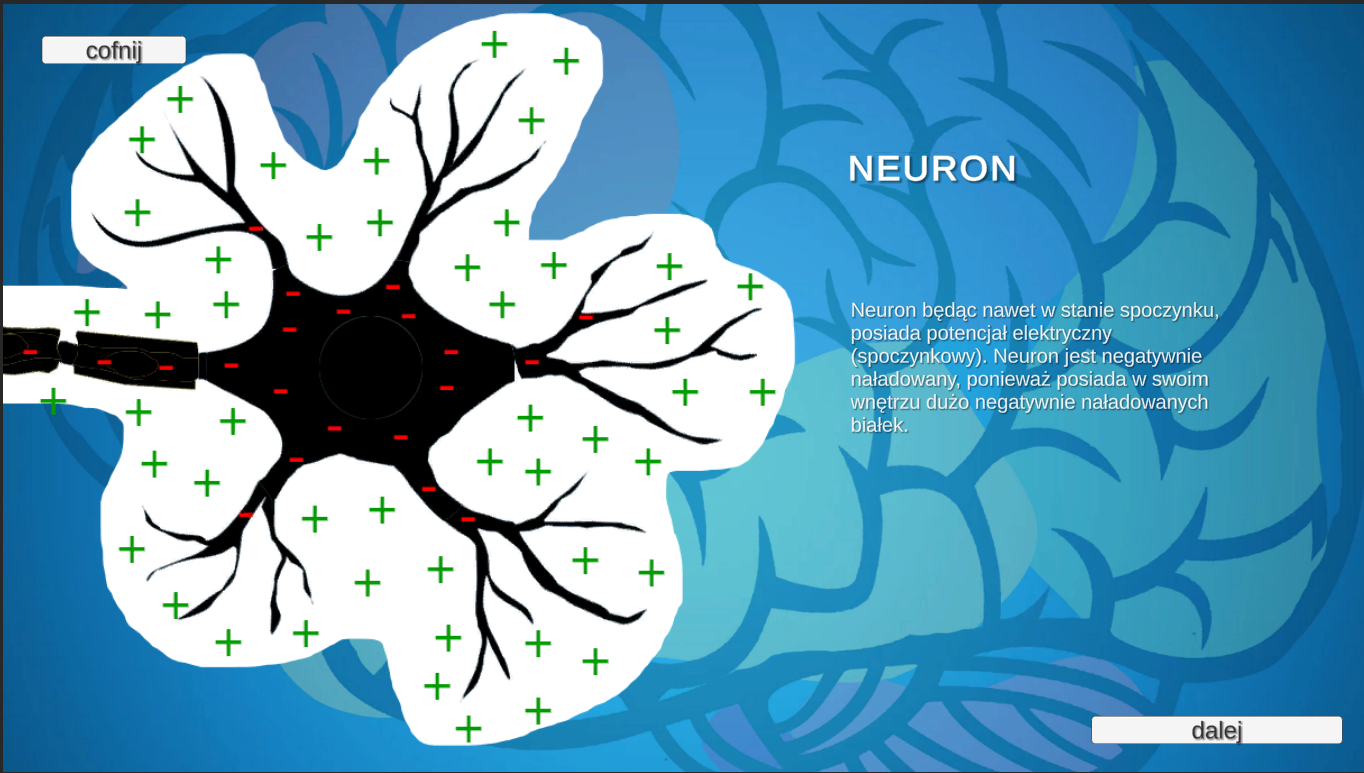 cofnij
NEURON
Neuron będąc nawet w stanie spoczynku,
posiada potencjał elektryczny
(spoczynkowy). Neuron jest negatywnie
naładowany, ponieważ posiada w swoim
wnętrzu dużo negatywnie naładowanych
białek.
dalej